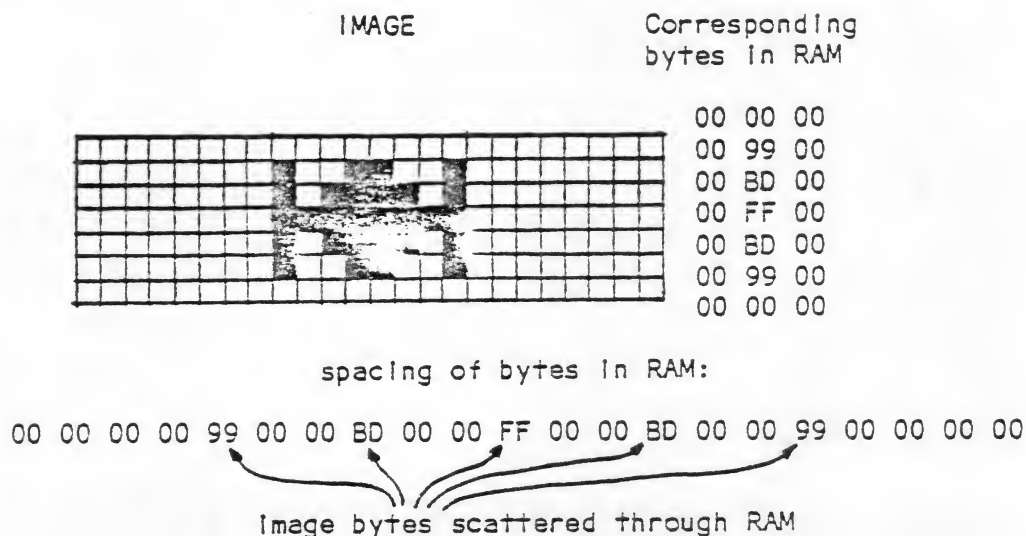 IMAGE
Corresponding
bytes in RAM
00 00 00
00 99 00
00 BD 00
00 FF 00
00 BD 00
00 99 00
00 00 00
spacing of bytes in RAM:
00 00 00 00 99 00 00 BD 00 00 FF 00 00 BD 00 00 99 00 00 00 00
Image bytes scattered through RAM